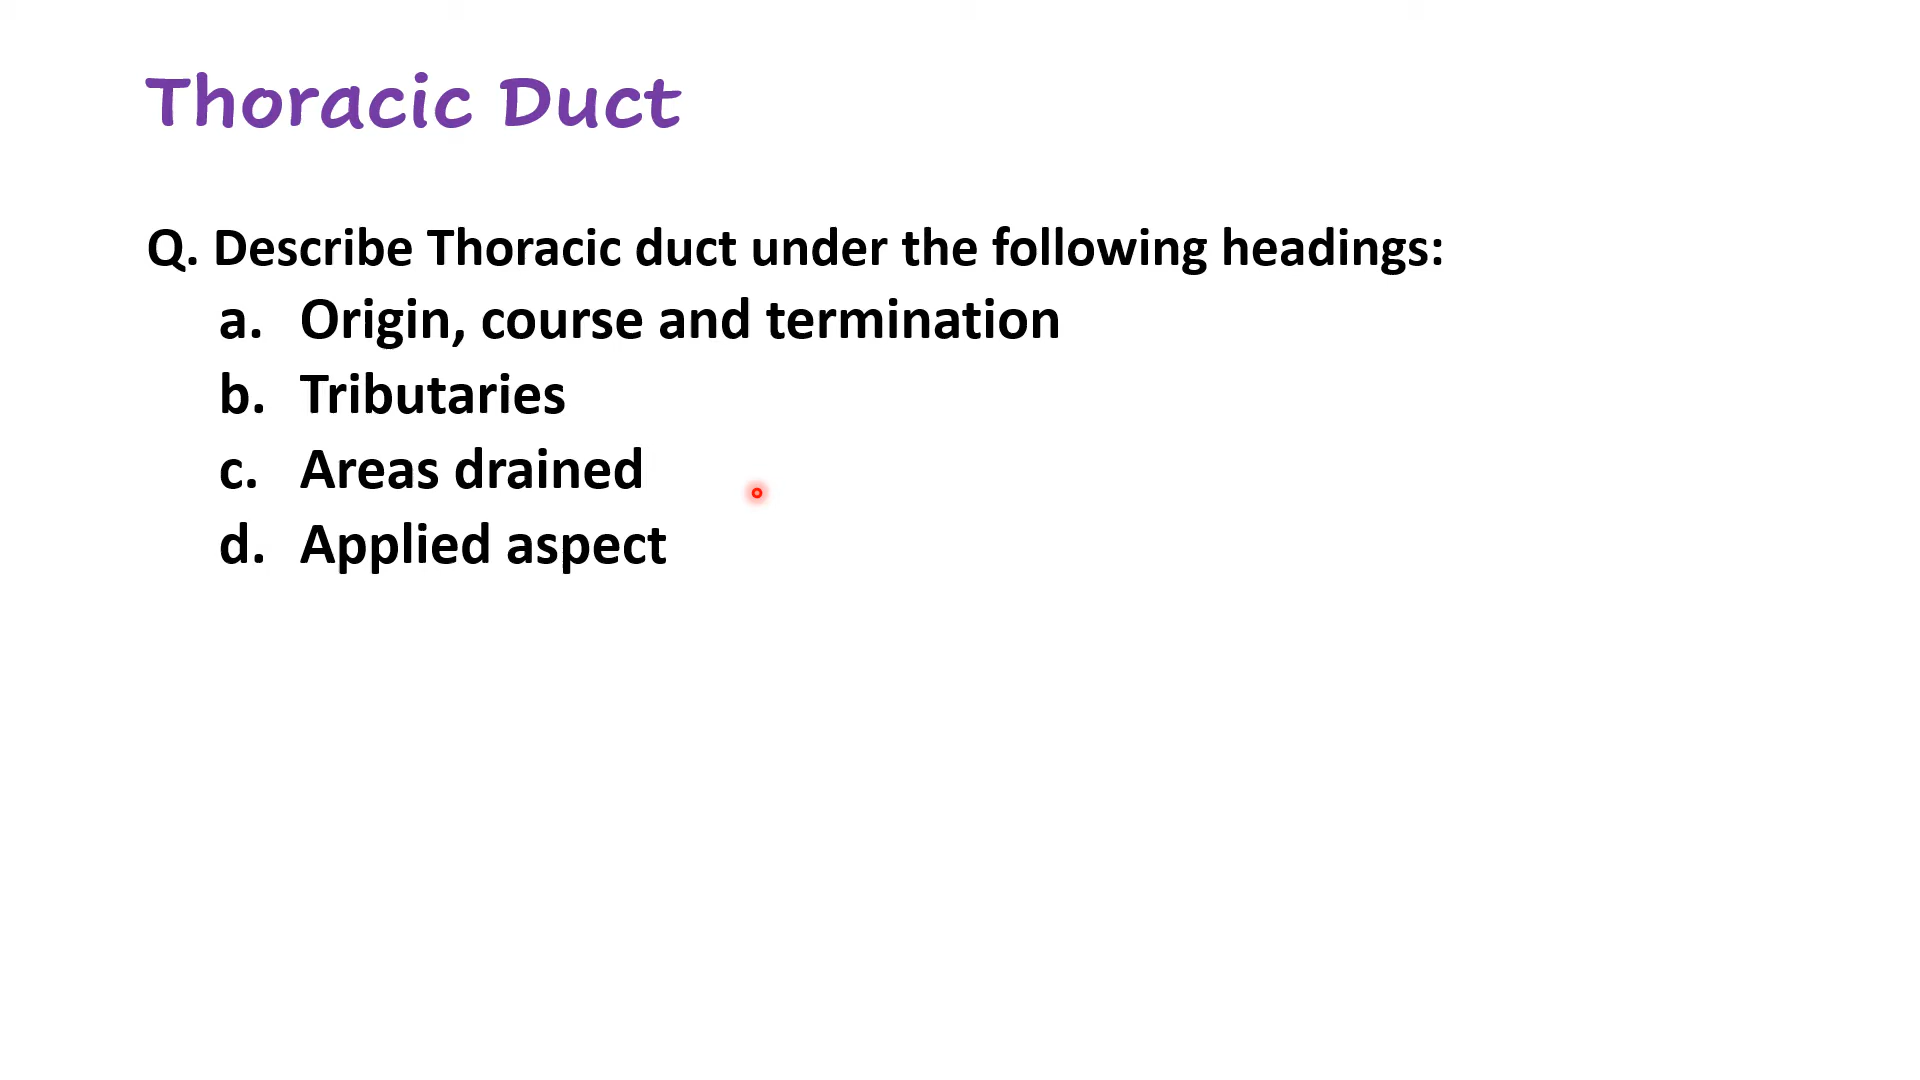 Thoracic Duct
Q. Describe Thoracic duct under the following headings:
a. Origin, course and termination
b. Tributaries
c. Areas drained
d. Applied aspect